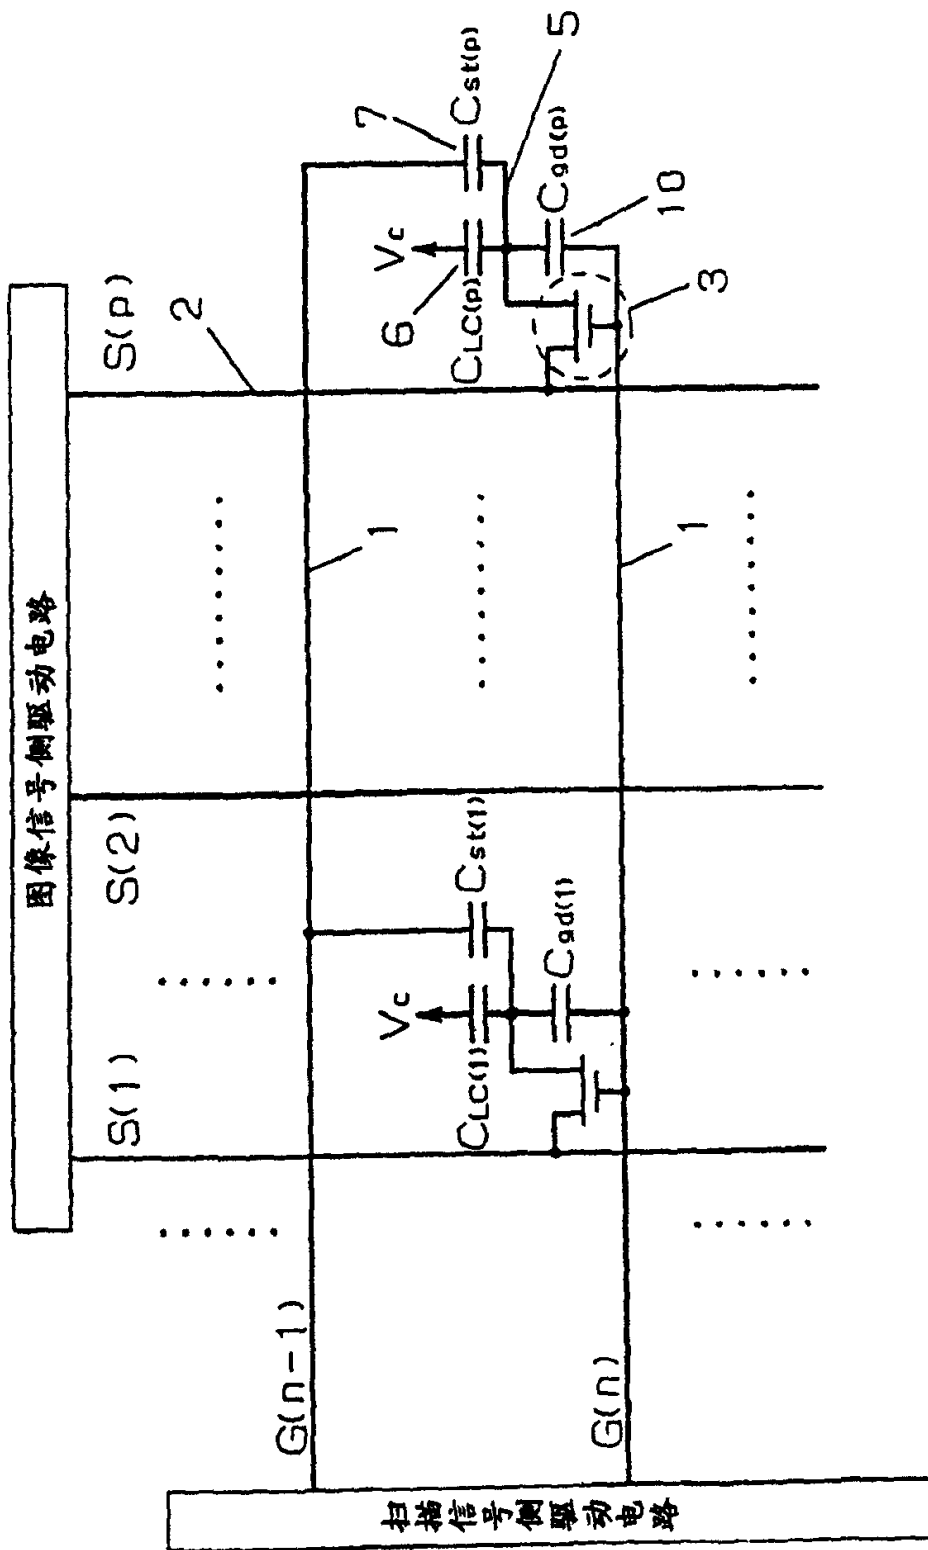 图像信号侧驱动电路
S(1)
S(2)
S(p)
2
G(n-1)
1
Vc
CLC(1)
Cst(1)
Cgd(1)
Vc
6
CLC(p)
7
Cst(p)
5
Cgd(p)
10
3
G(n)
1
扫描信号侧驱动电路